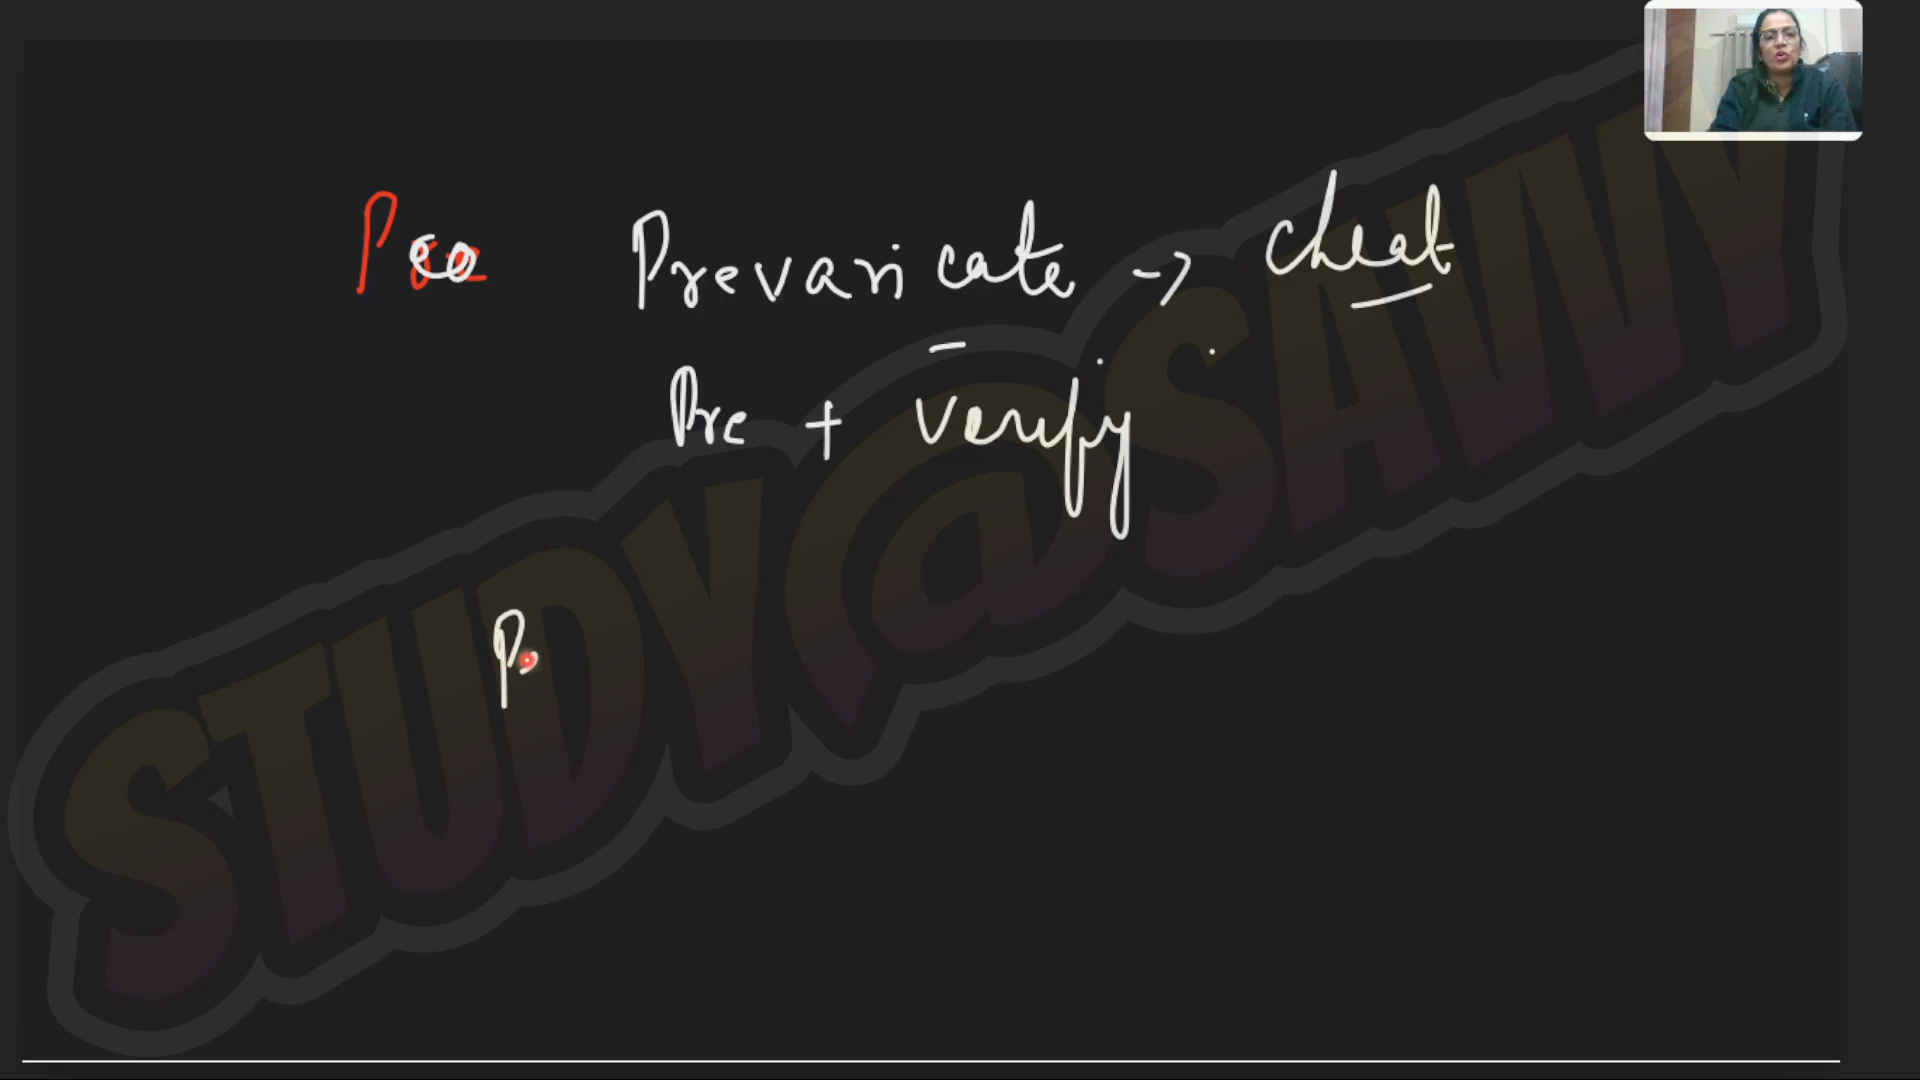 Prevaricate → Cheat
Pre + verify
P
STUDY@SAVVY